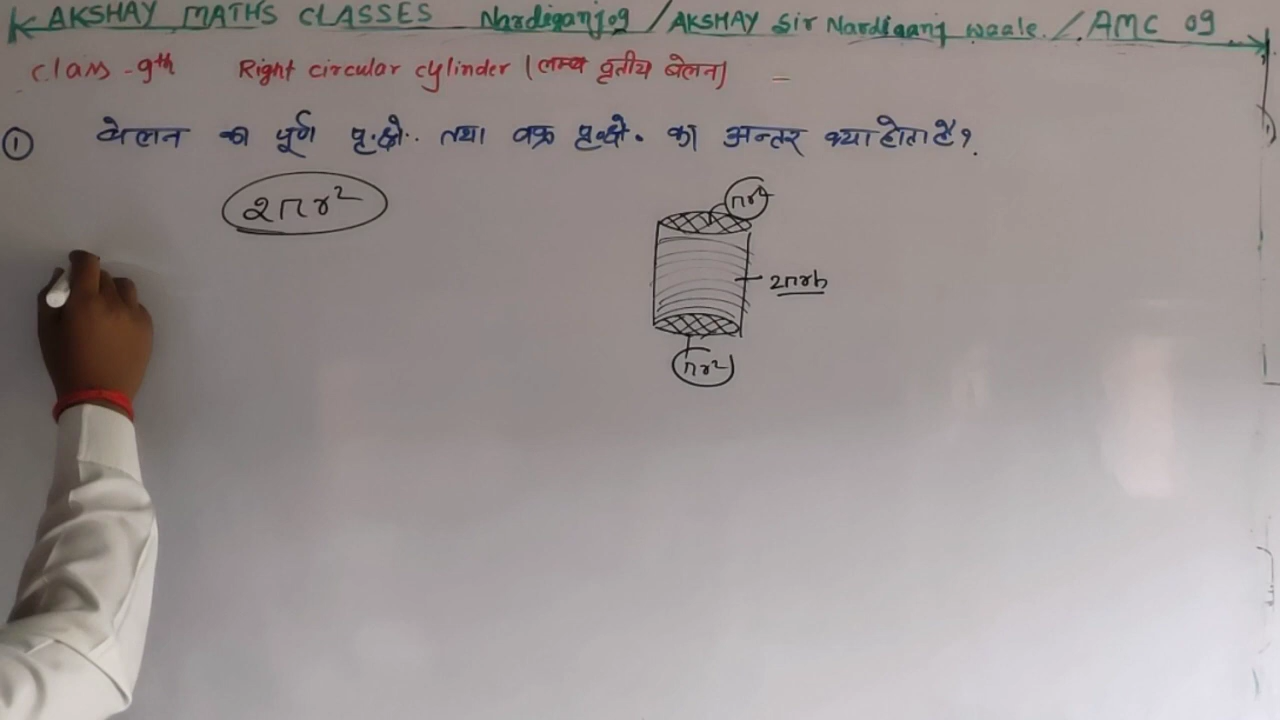 AKSHAY MATHS CLASSES Nardiganj09 / AKSHAY Sir Nardiganj waale / AMC 09
Class - 9th Right circular cylinder (लम्ब वृतीय बेलन)
① बेलन का पूर्ण पृ.क्षे. तथा वक्र पृ.क्षे. का अन्तर क्या होता है?
2πr²
πr²
2πrh
πr²